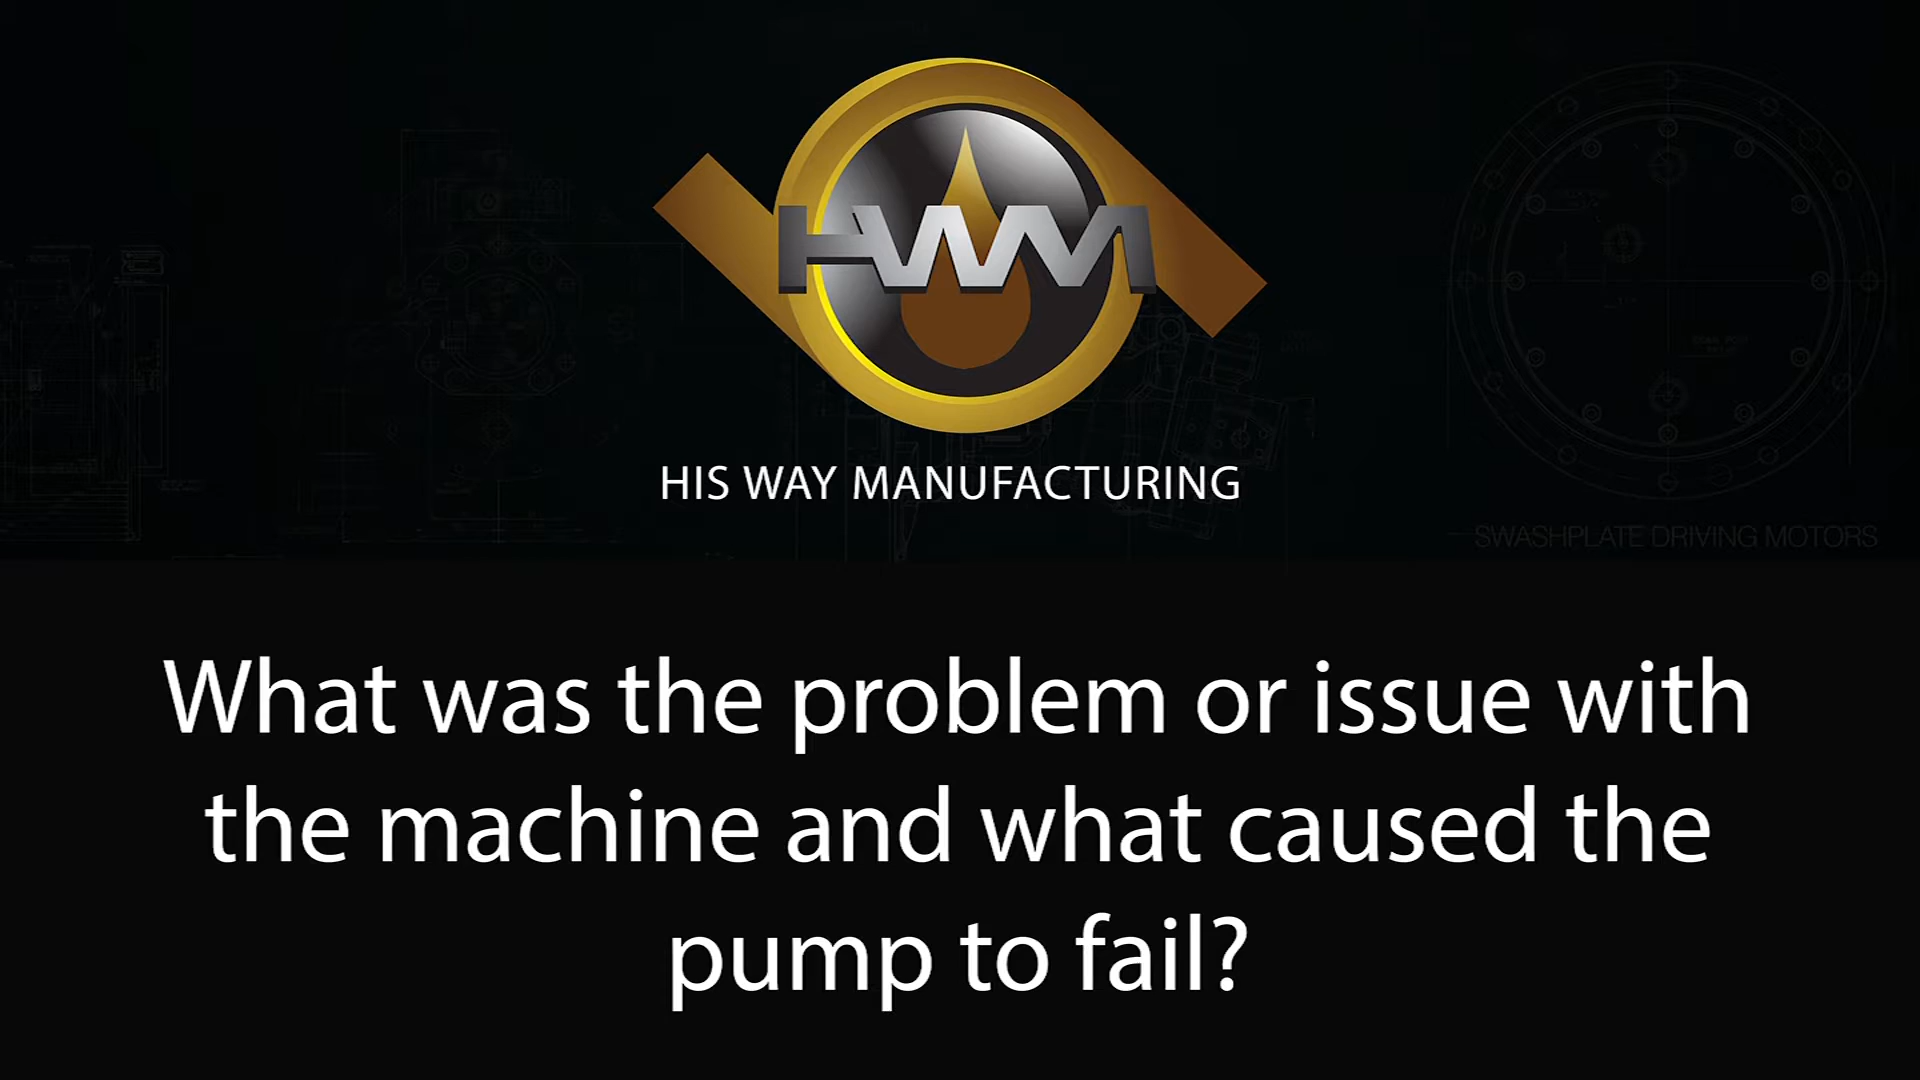 HWM
HIS WAY MANUFACTURING
SWASHPLATE DRIVING MOTORS
What was the problem or issue with
the machine and what caused the
pump to fail?